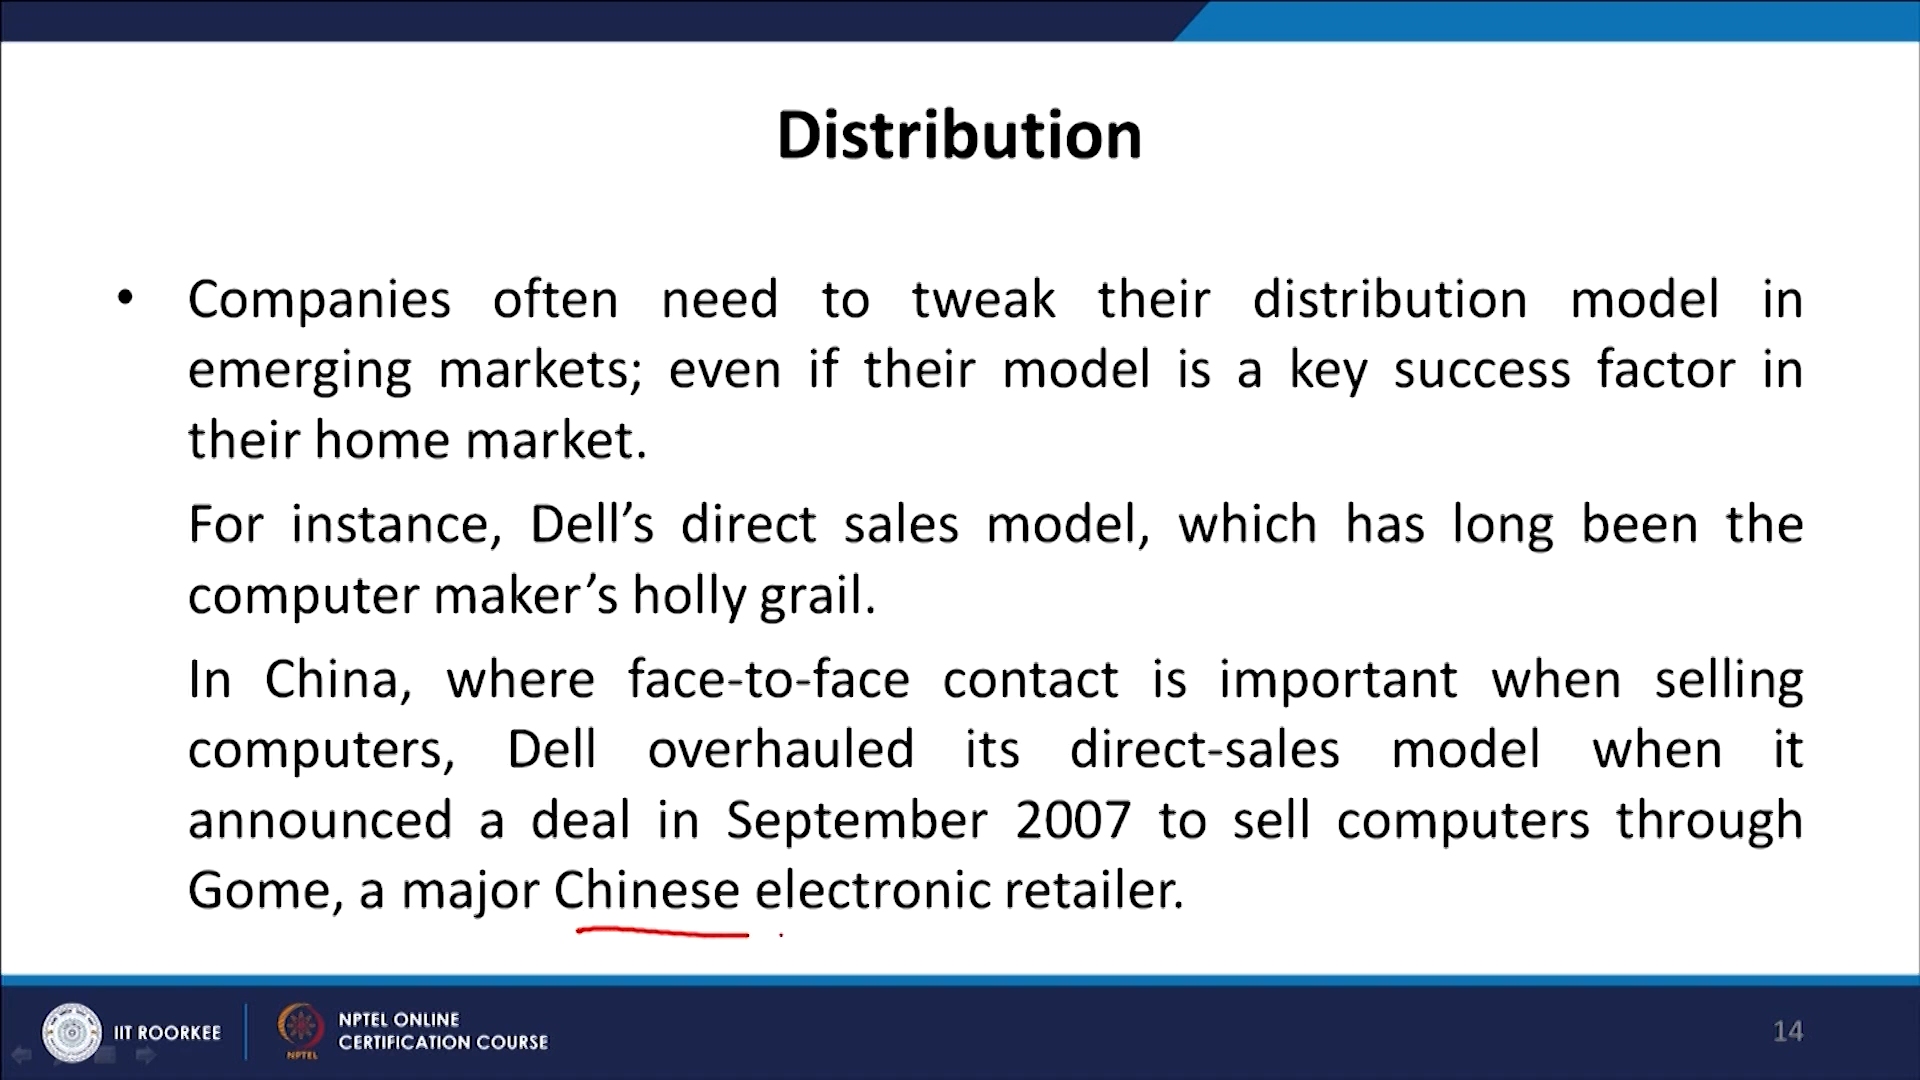 Distribution
• Companies often need to tweak their distribution model in
emerging markets; even if their model is a key success factor in
their home market.
For instance, Dell’s direct sales model, which has long been the
computer maker’s holly grail.
In China, where face-to-face contact is important when selling
computers, Dell overhauled its direct-sales model when it
announced a deal in September 2007 to sell computers through
Gome, a major Chinese electronic retailer.
IIT ROORKEE
NPTEL
NPTEL ONLINE
CERTIFICATION COURSE
14